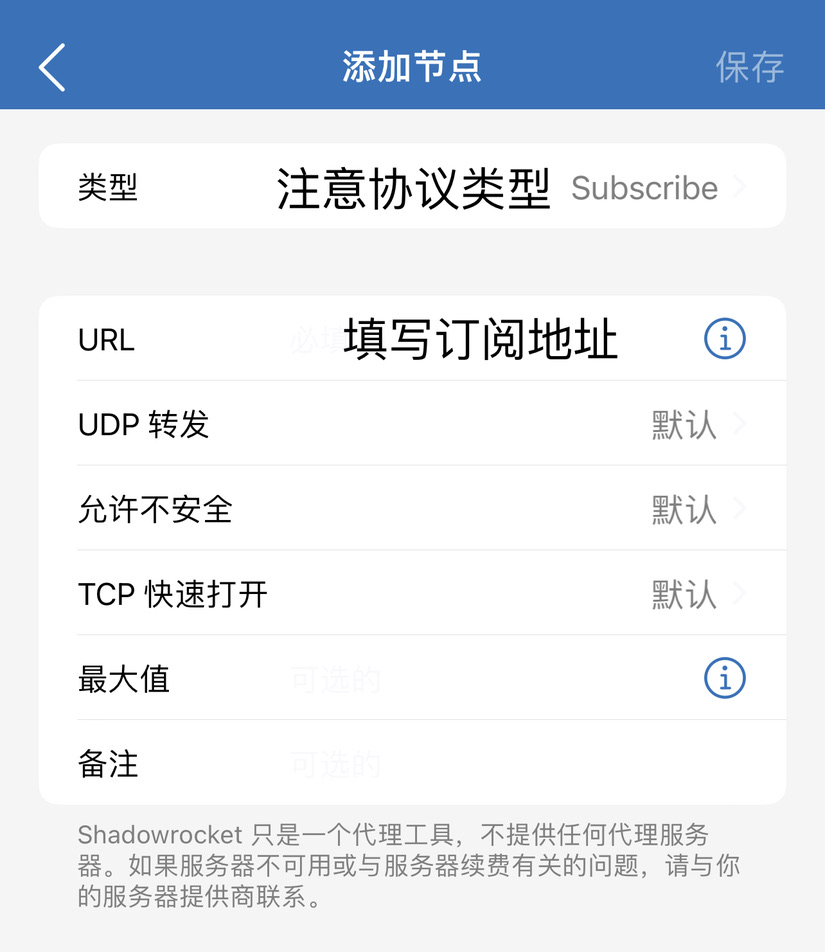 添加节点
保存
类型 注意协议类型 Subscribe
URL 必填 填写订阅地址
UDP 转发 默认
允许不安全 默认
TCP 快速打开 默认
最大值 可选的
备注 可选的
Shadowrocket 只是一个代理工具，不提供任何代理服务
器。如果服务器不可用或与服务器续费有关的问题，请与你
的服务器提供商联系。